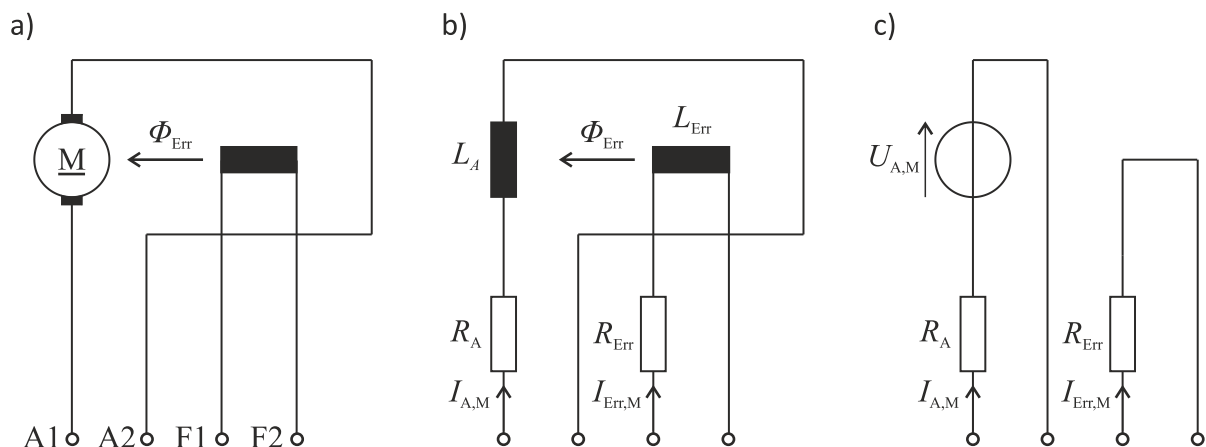 a)
M
Φ_Err
A1 A2 F1 F2
b)
L_A
Φ_Err
L_Err
R_A
R_Err
I_A,M
I_Err,M
c)
U_A,M
R_A
R_Err
I_A,M
I_Err,M